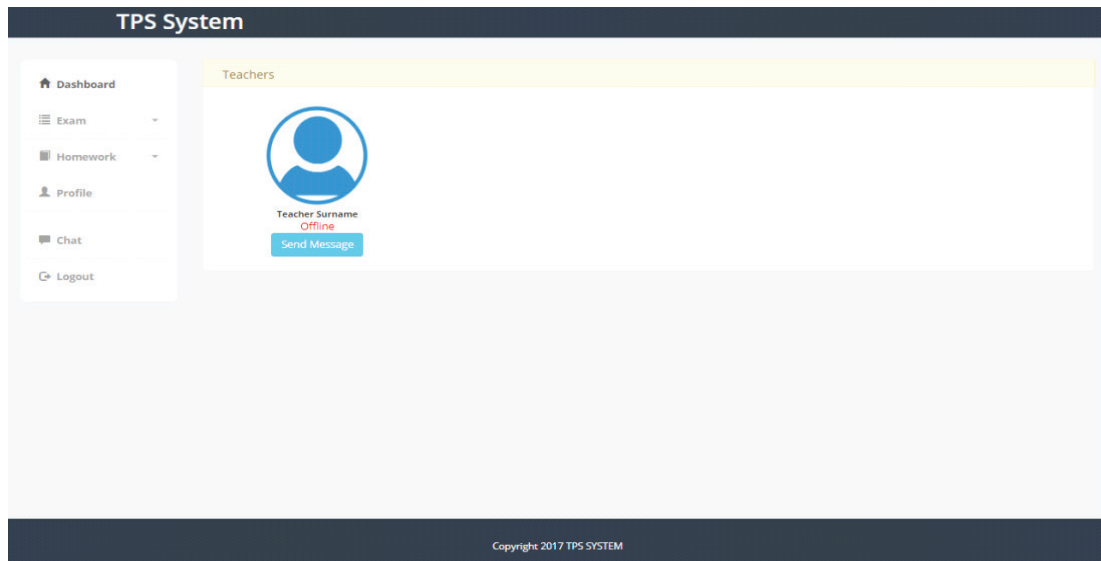 TPS System
Dashboard
Exam
Homework
Profile
Chat
Logout
Teachers
Teacher Surname
Offline
Send Message
Copyright 2017 TPS SYSTEM